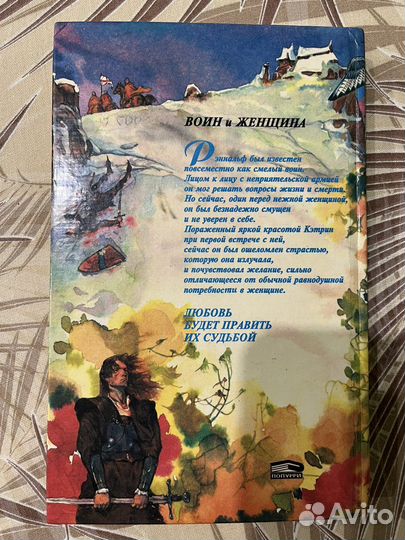 ВОИН и ЖЕНЩИНА
Рэннальф был известен
повсеместно как смелый воин.
Лицом к лицу с неприятельской армией
он мог решать вопросы жизни и смерти.
Но сейчас, один перед нежной женщиной,
он был безнадежно смущен
и не уверен в себе.
Пораженный яркой красотой Кэтрин
при первой встрече с ней,
сейчас он был ошеломлен страстью,
которую она излучала,
и почувствовал желание, сильно
отличающееся от обычной равнодушной
потребности в женщине.
ЛЮБОВЬ
БУДЕТ ПРАВИТЬ
ИХ СУДЬБОЙ
ПОПУРРИ
Avito